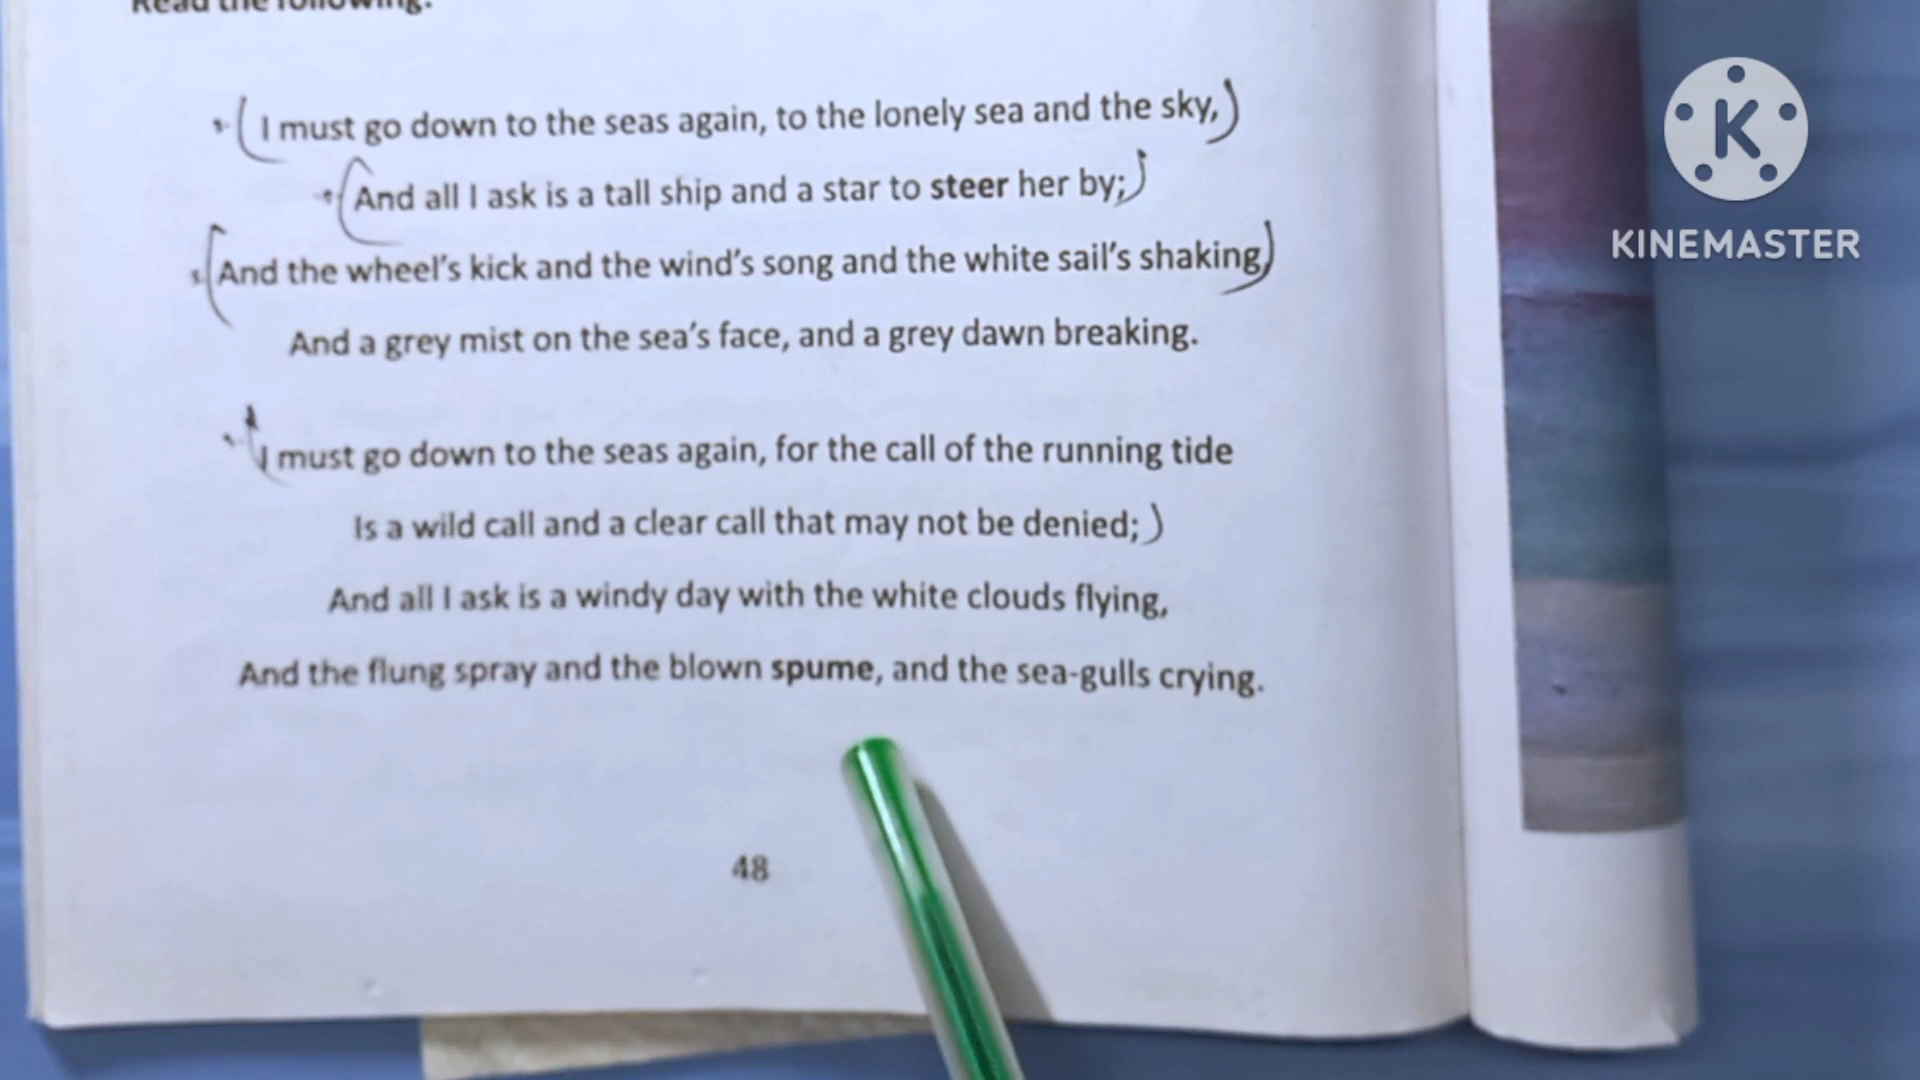 Read the following:
I must go down to the seas again, to the lonely sea and the sky,
And all I ask is a tall ship and a star to steer her by;
And the wheel's kick and the wind's song and the white sail's shaking
And a grey mist on the sea's face, and a grey dawn breaking.
I must go down to the seas again, for the call of the running tide
Is a wild call and a clear call that may not be denied;
And all I ask is a windy day with the white clouds flying,
And the flung spray and the blown spume, and the sea-gulls crying.
48
KINEMASTER